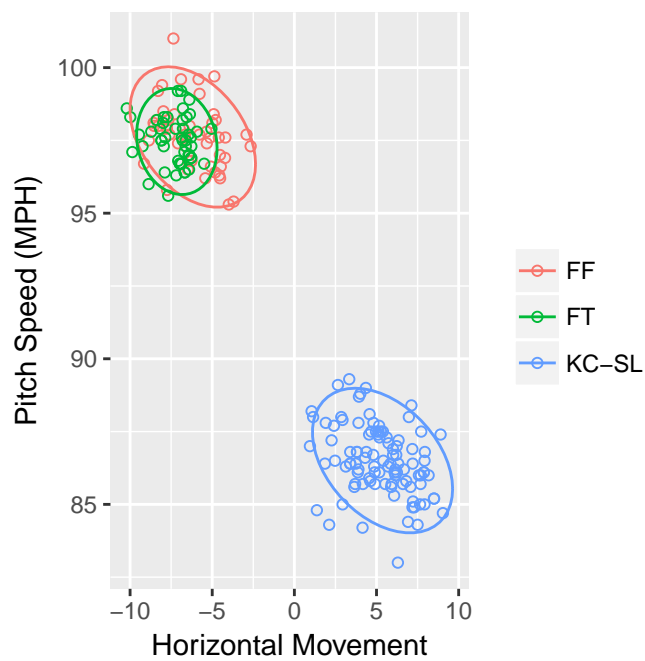 100
95
90
85
Pitch Speed (MPH)
−10 −5 0 5 10
Horizontal Movement
FF
FT
KC−SL